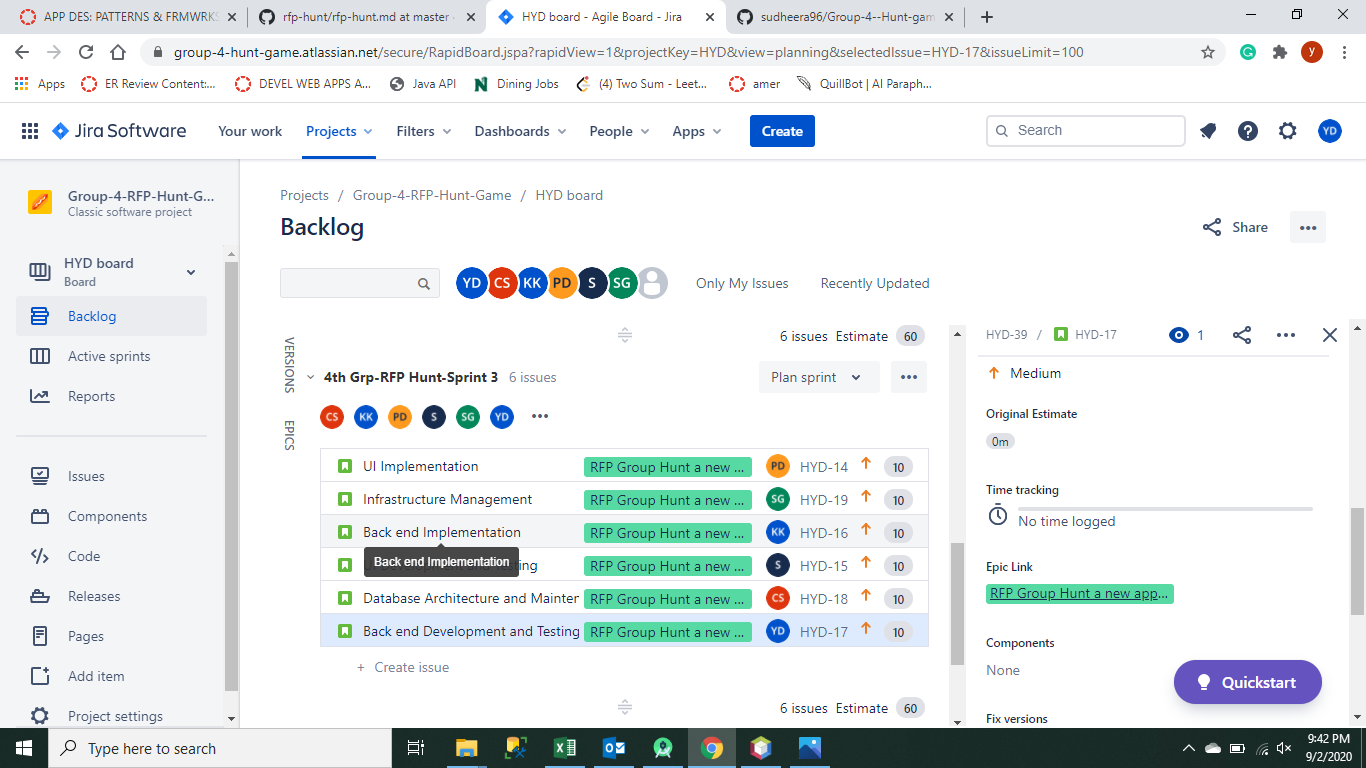 APP DES: PATTERNS & FRMWRKS
rfp-hunt/rfp-hunt.md at master
HYD board - Agile Board - Jira
sudheera96/Group-4--Hunt-gam
group-4-hunt-game.atlassian.net/secure/RapidBoard.jspa?rapidView=1&projectKey=HYD&view=planning&selectedIssue=HYD-17&issueLimit=100
y
Apps
ER Review Content:...
DEVEL WEB APPS A...
Java API
Dining Jobs
(4) Two Sum - Leet...
amer
QuillBot | AI Paraph...
Jira Software
Your work
Projects
Filters
Dashboards
People
Apps
Create
Search
YD
Group-4-RFP-Hunt-G...
Classic software project
HYD board
Board
Backlog
Active sprints
Reports
Issues
Components
Code
Releases
Pages
Add item
Project settings
Projects / Group-4-RFP-Hunt-Game / HYD board
Backlog
Share
YD CS KK PD S SG
Only My Issues
Recently Updated
VERSIONS
EPICS
6 issues Estimate 60
4th Grp-RFP Hunt-Sprint 3 6 issues
Plan sprint
CS KK PD S SG YD
UI Implementation RFP Group Hunt a new ... PD HYD-14 10
Infrastructure Management RFP Group Hunt a new ... SG HYD-19 10
Back end Implementation RFP Group Hunt a new ... KK HYD-16 10
Back end Implementation
RFP Group Hunt a new ... S HYD-15 10
Database Architecture and Mainten RFP Group Hunt a new ... CS HYD-18 10
Back end Development and Testing RFP Group Hunt a new ... YD HYD-17 10
+ Create issue
6 issues Estimate 60
HYD-39 / HYD-17
1
Medium
Original Estimate
0m
Time tracking
No time logged
Epic Link
RFP Group Hunt a new app...
Components
None
Quickstart
Fix versions
Type here to search
9:42 PM
9/2/2020